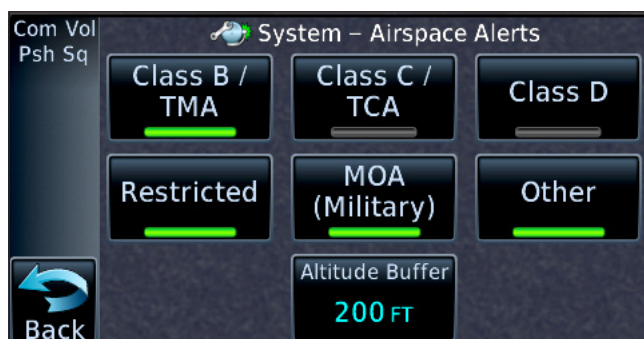 Com Vol
Psh Sq
System – Airspace Alerts
Class B /
TMA
Class C /
TCA
Class D
Restricted
MOA
(Military)
Other
Altitude Buffer
200 FT
Back